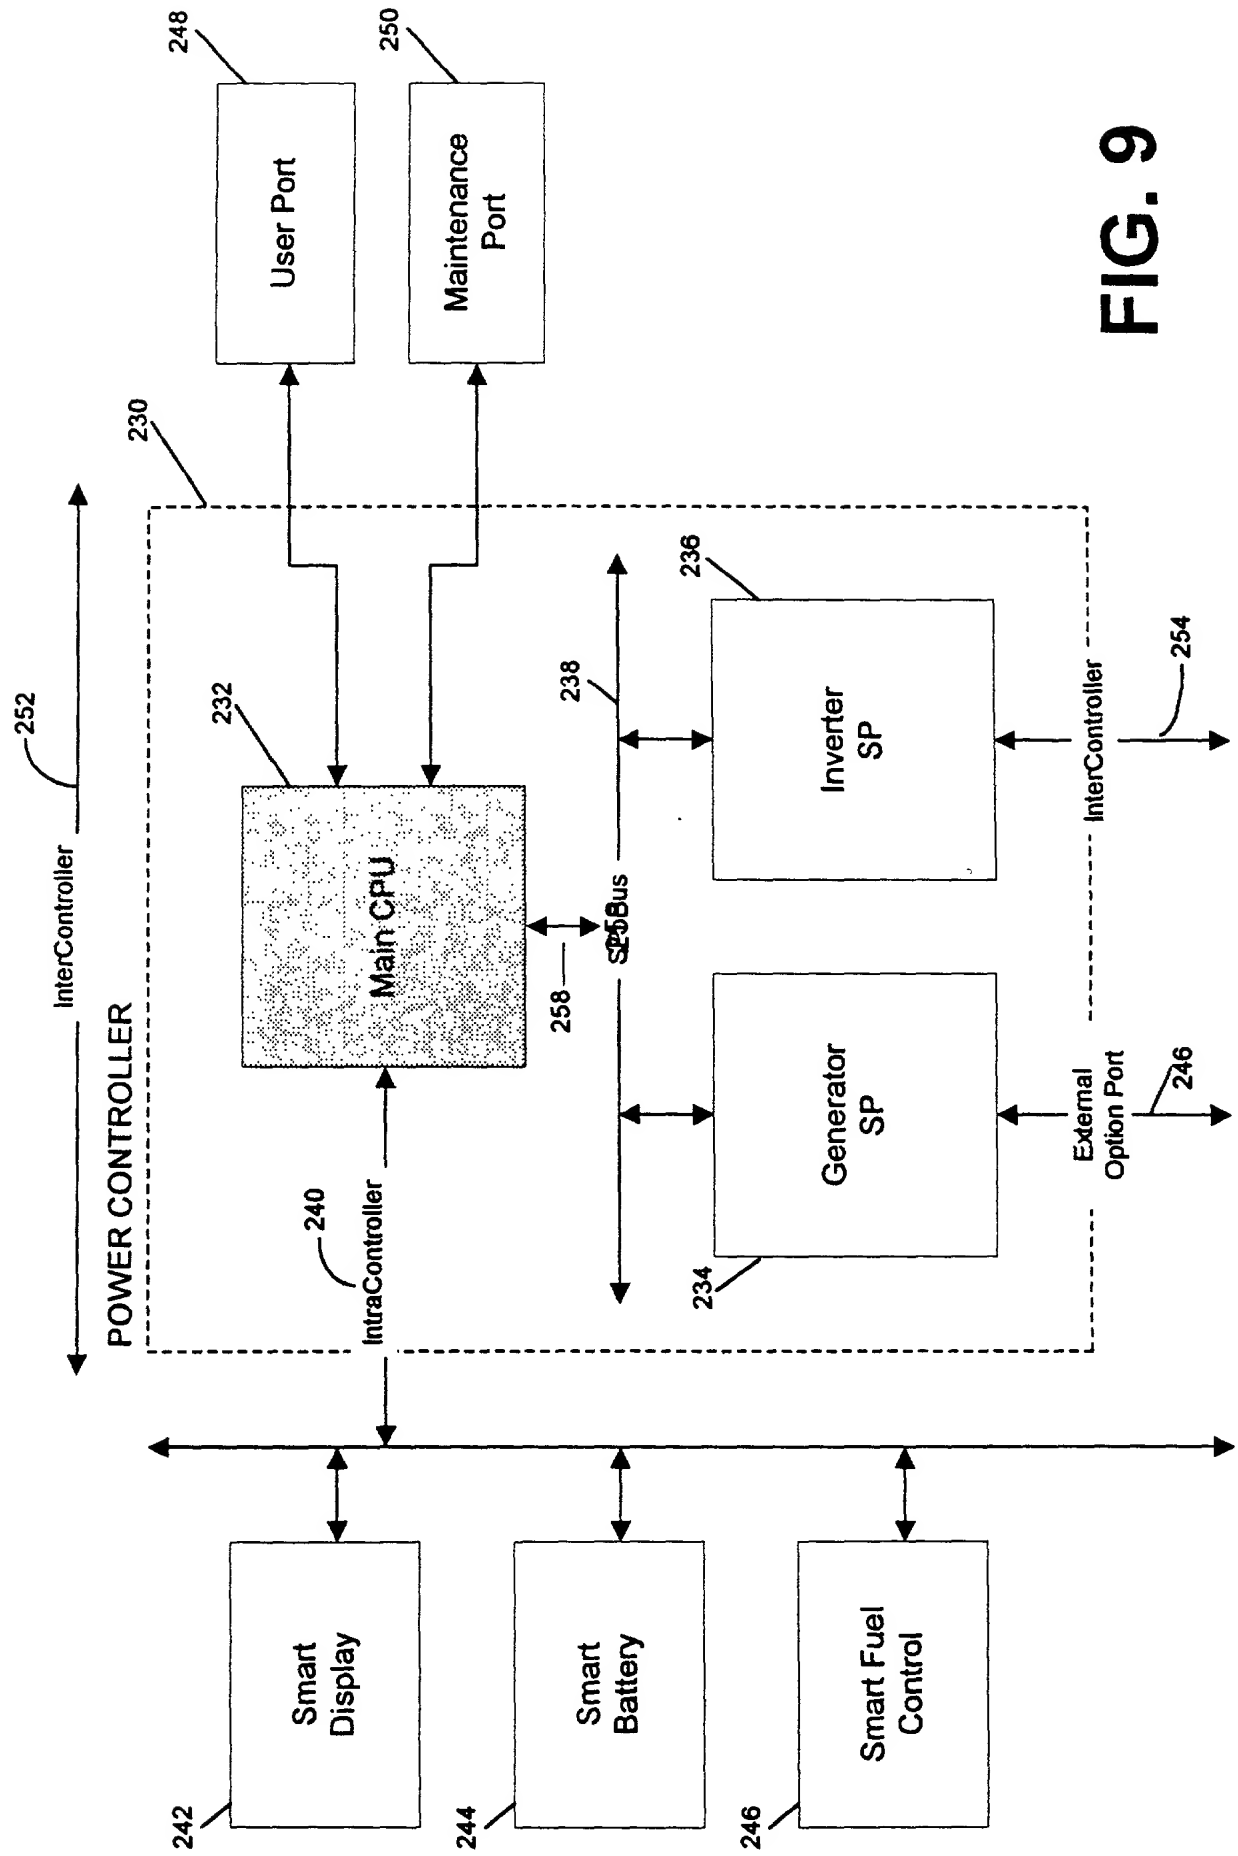 252
InterController
POWER CONTROLLER
230
248
User Port
250
Maintenance
Port
232
Main CPU
240
IntraController
242
Smart
Display
244
Smart
Battery
246
Smart Fuel
Control
258
SP Bus
238
234
Generator
SP
236
Inverter
SP
External
Option Port
246
InterController
254
FIG. 9